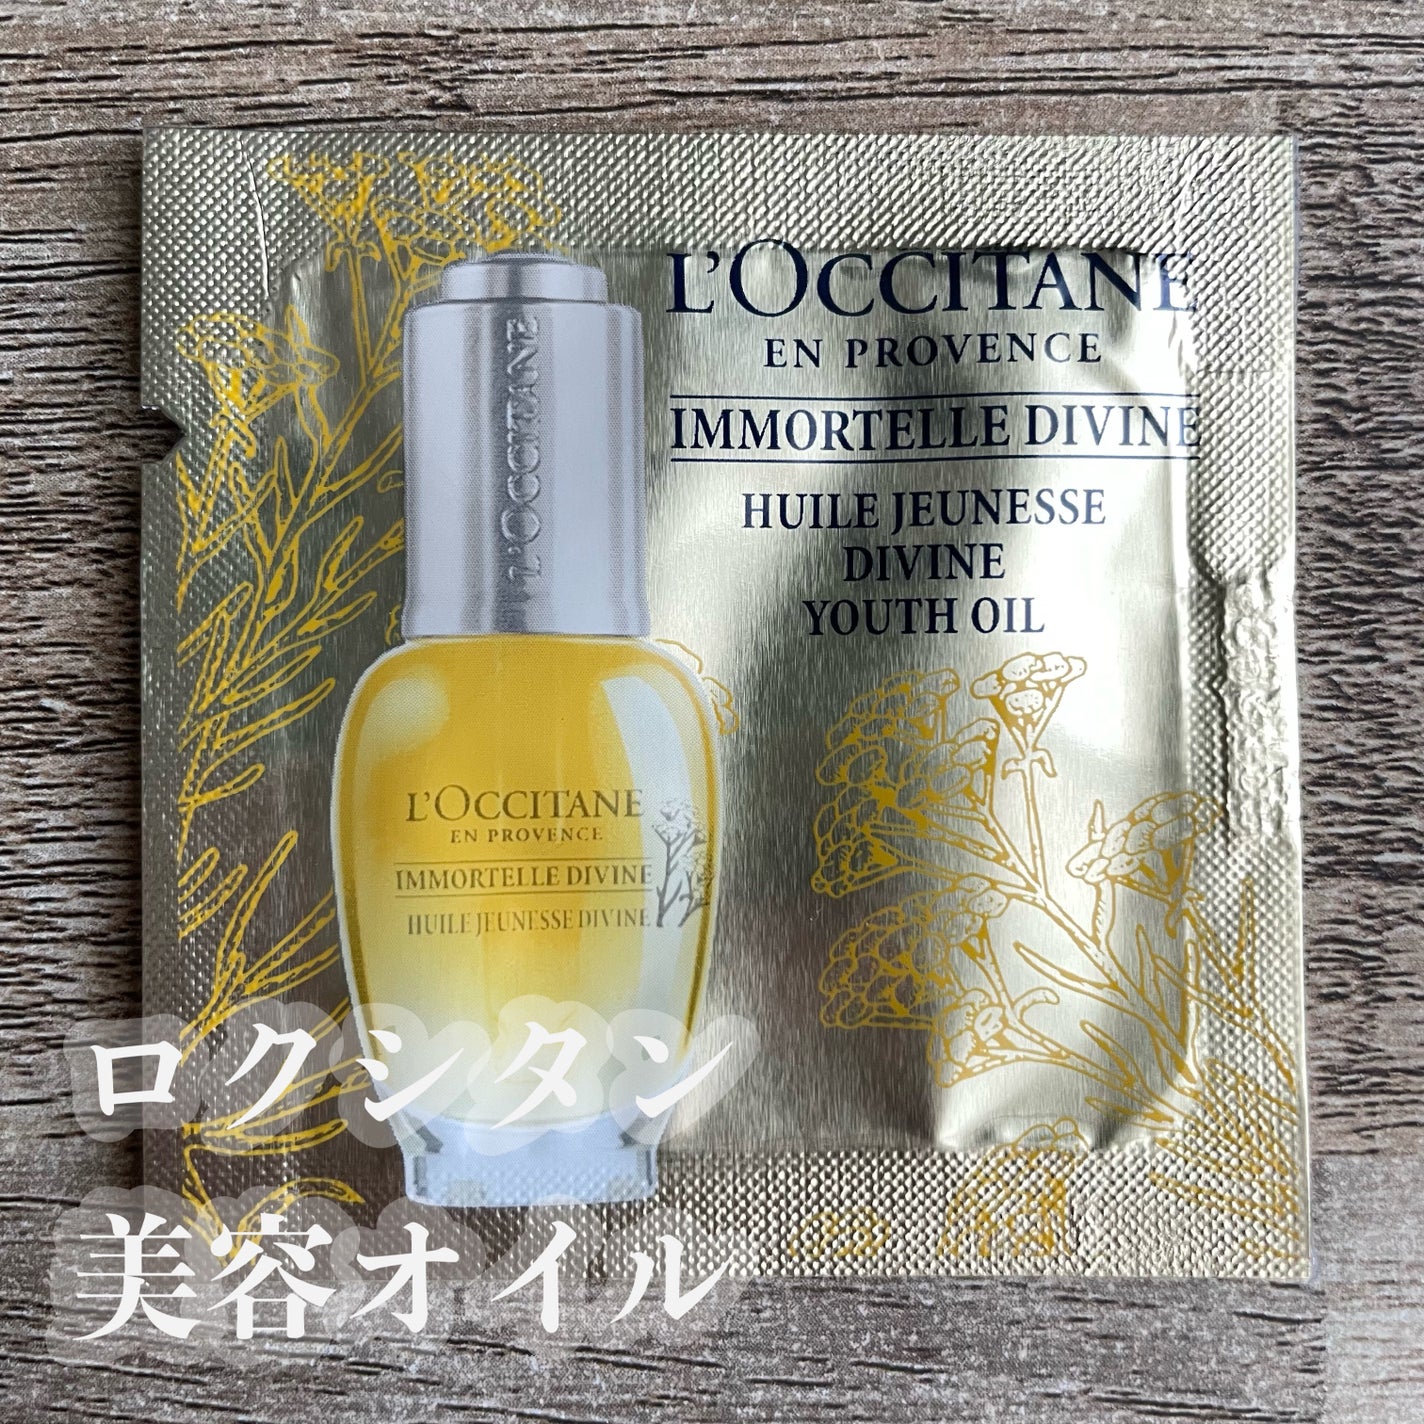 L'OCCITANE
EN PROVENCE
IMMORTELLE DIVINE
HUILE JEUNESSE
DIVINE
YOUTH OIL
L'OCCITANE
L'OCCITANE
EN PROVENCE
IMMORTELLE DIVINE
HUILE JEUNESSE DIVINE
ロクシタン
美容オイル